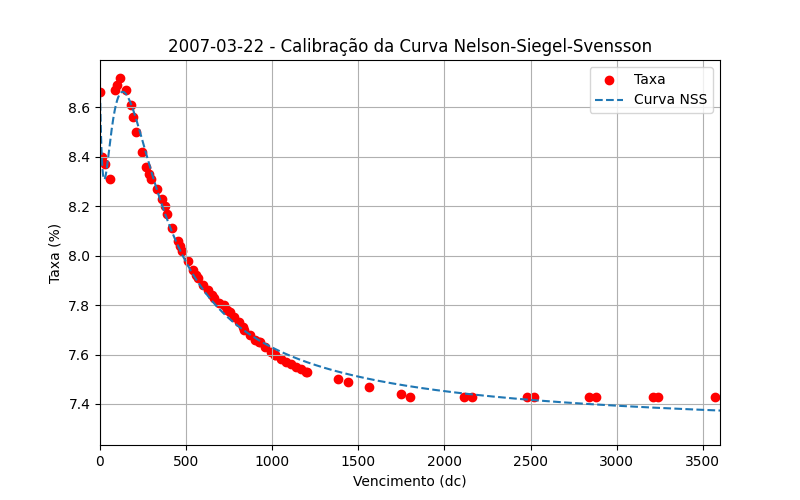 2007-03-22 - Calibração da Curva Nelson-Siegel-Svensson
Taxa
Curva NSS
Taxa (%)
8.6
8.4
8.2
8.0
7.8
7.6
7.4
0 500 1000 1500 2000 2500 3000 3500
Vencimento (dc)